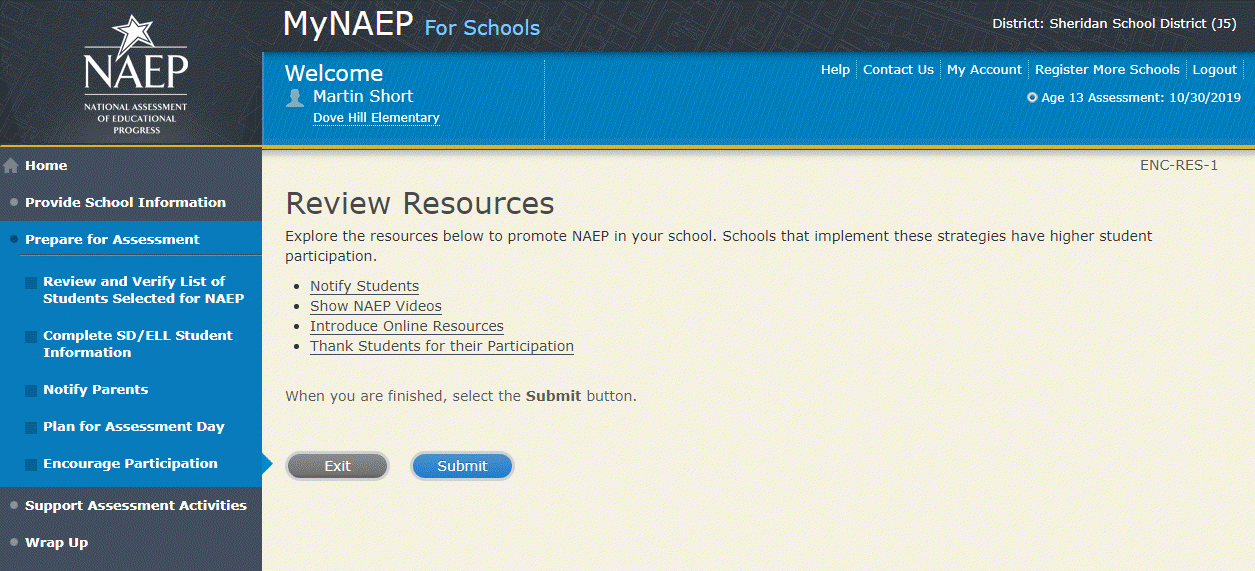 NAEP
NATIONAL ASSESSMENT
OF EDUCATIONAL
PROGRESS
MyNAEP For Schools
District: Sheridan School District (J5)
Welcome
Martin Short
Dove Hill Elementary
Help
Contact Us
My Account
Register More Schools
Logout
Age 13 Assessment: 10/30/2019
Home
Provide School Information
Prepare for Assessment
Review and Verify List of
Students Selected for NAEP
Complete SD/ELL Student
Information
Notify Parents
Plan for Assessment Day
Encourage Participation
Support Assessment Activities
Wrap Up
ENC-RES-1
Review Resources
Explore the resources below to promote NAEP in your school. Schools that implement these strategies have higher student
participation.
Notify Students
Show NAEP Videos
Introduce Online Resources
Thank Students for their Participation
When you are finished, select the Submit button.
Exit
Submit